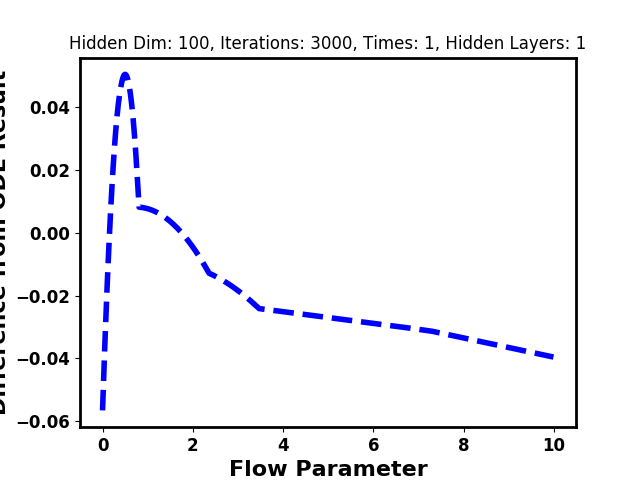 Hidden Dim: 100, Iterations: 3000, Times: 1, Hidden Layers: 1
Difference from ODE Result
0.04
0.02
0.00
−0.02
−0.04
−0.06
0 2 4 6 8 10
Flow Parameter